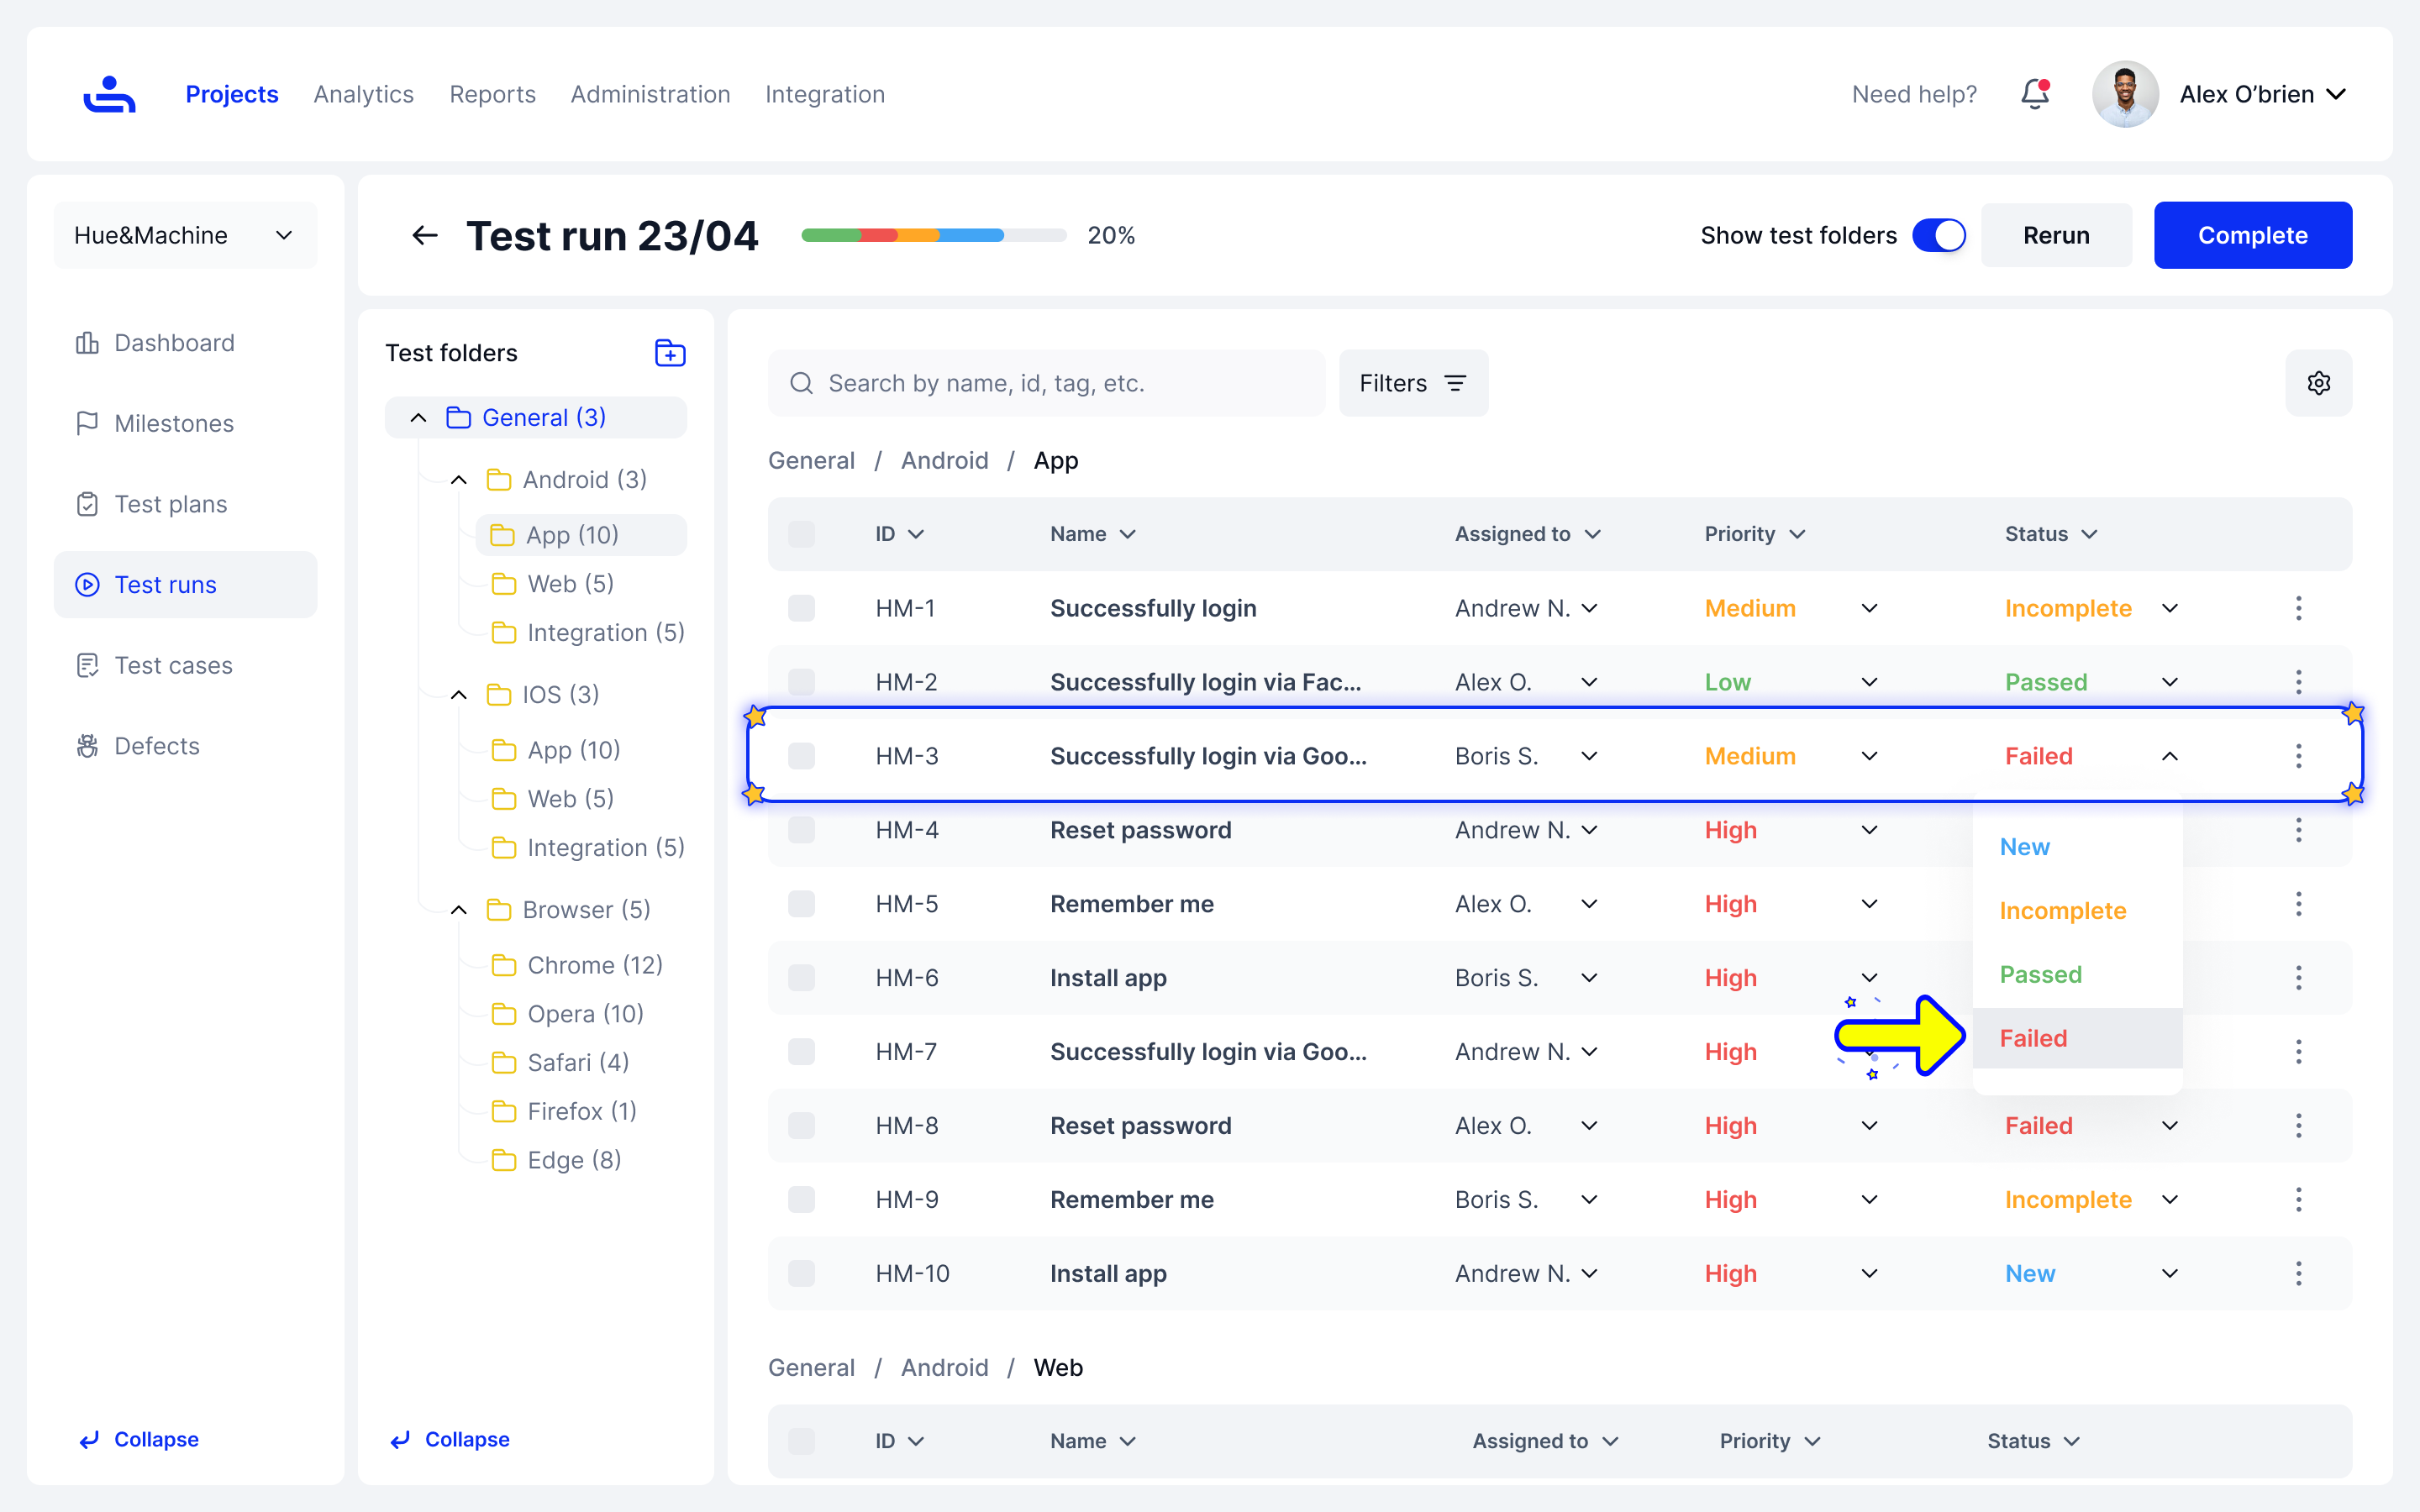 Projects Analytics Reports Administration Integration Need help? Alex O’brien
Hue&Machine
Dashboard
Milestones
Test plans
Test runs
Test cases
Defects
Collapse
Test run 23/04 20% Show test folders Rerun Complete
Test folders
General (3)
Android (3)
App (10)
Web (5)
Integration (5)
IOS (3)
App (10)
Web (5)
Integration (5)
Browser (5)
Chrome (12)
Opera (10)
Safari (4)
Firefox (1)
Edge (8)
Collapse
Search by name, id, tag, etc. Filters
General / Android / App
ID Name Assigned to Priority Status
HM-1 Successfully login Andrew N. Medium Incomplete
HM-2 Successfully login via Fac... Alex O. Low Passed
HM-3 Successfully login via Goo... Boris S. Medium Failed
HM-4 Reset password Andrew N. High
HM-5 Remember me Alex O. High
HM-6 Install app Boris S. High
HM-7 Successfully login via Goo... Andrew N. High
HM-8 Reset password Alex O. High Failed
HM-9 Remember me Boris S. High Incomplete
HM-10 Install app Andrew N. High New
New
Incomplete
Passed
Failed
General / Android / Web
ID Name Assigned to Priority Status